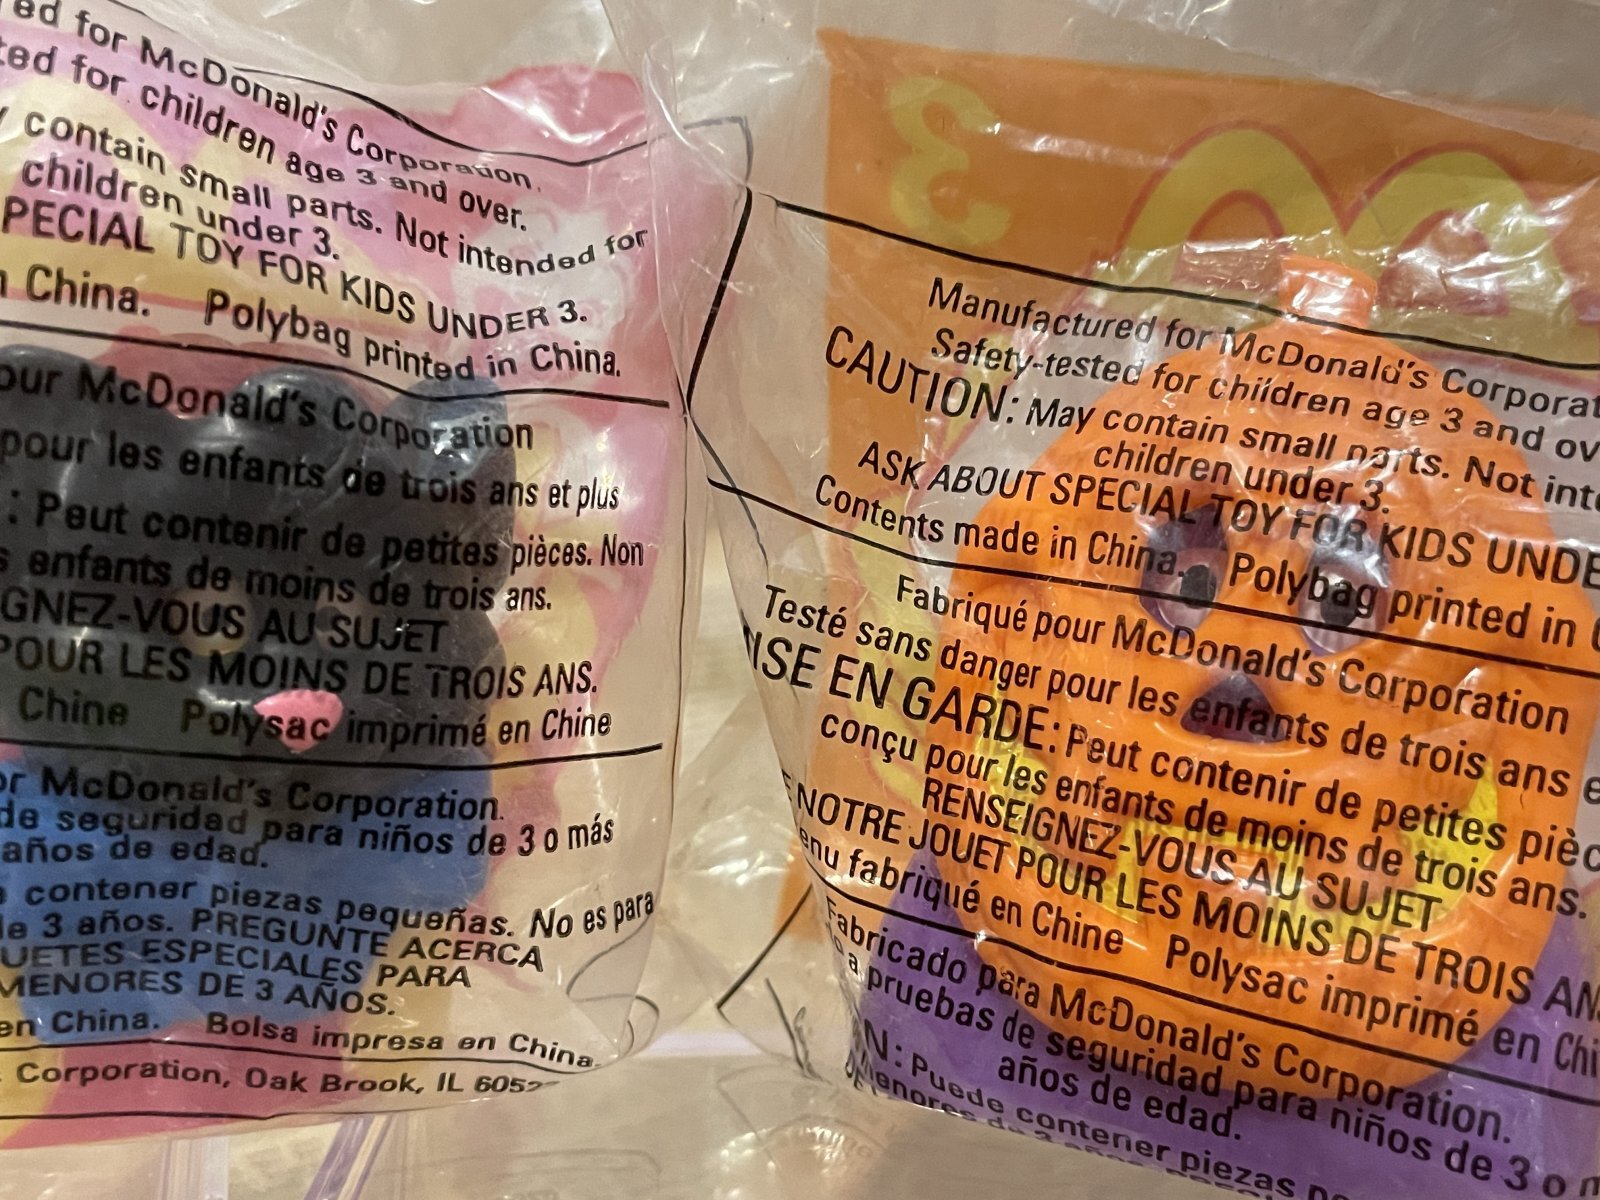 ed for McDonald's Corporation.
ted for children age 3 and over.
contain small parts. Not intended for
children under 3.
PECIAL TOY FOR KIDS UNDER 3.
China. Polybag printed in China.
our McDonald's Corporation
pour les enfants de trois ans et plus
: Peut contenir de petites pièces. Non
s enfants de moins de trois ans.
GNEZ-VOUS AU SUJET
POUR LES MOINS DE TROIS ANS.
Chine Polysac imprimé en Chine
or McDonald's Corporation.
de seguridad para niños de 3 o más
años de edad.
contener piezas pequeñas. No es para
de 3 años. PREGUNTE ACERCA
UETES ESPECIALES PARA
MENORES DE 3 AÑOS.
en China. Bolsa impresa en China.
Corporation, Oak Brook, IL 6052
Manufactured for McDonald's Corporat
Safety-tested for children age 3 and ov
CAUTION: May contain small parts. Not inte
children under 3.
ASK ABOUT SPECIAL TOY FOR KIDS UNDE
Contents made in China. Polybag printed in C
Fabriqué pour McDonald's Corporation
Testé sans danger pour les enfants de trois ans e
ISE EN GARDE: Peut contenir de petites pièc
conçu pour les enfants de moins de trois ans.
RENSEIGNEZ-VOUS AU SUJET
E NOTRE JOUET POUR LES MOINS DE TROIS AN
enu fabriqué en Chine Polysac imprimé en Chi
Fabricado para McDonald's Corporation.
do a pruebas de seguridad para niños de 3 o m
años de edad.
N: Puede contener piezas pe
menores de 3 años